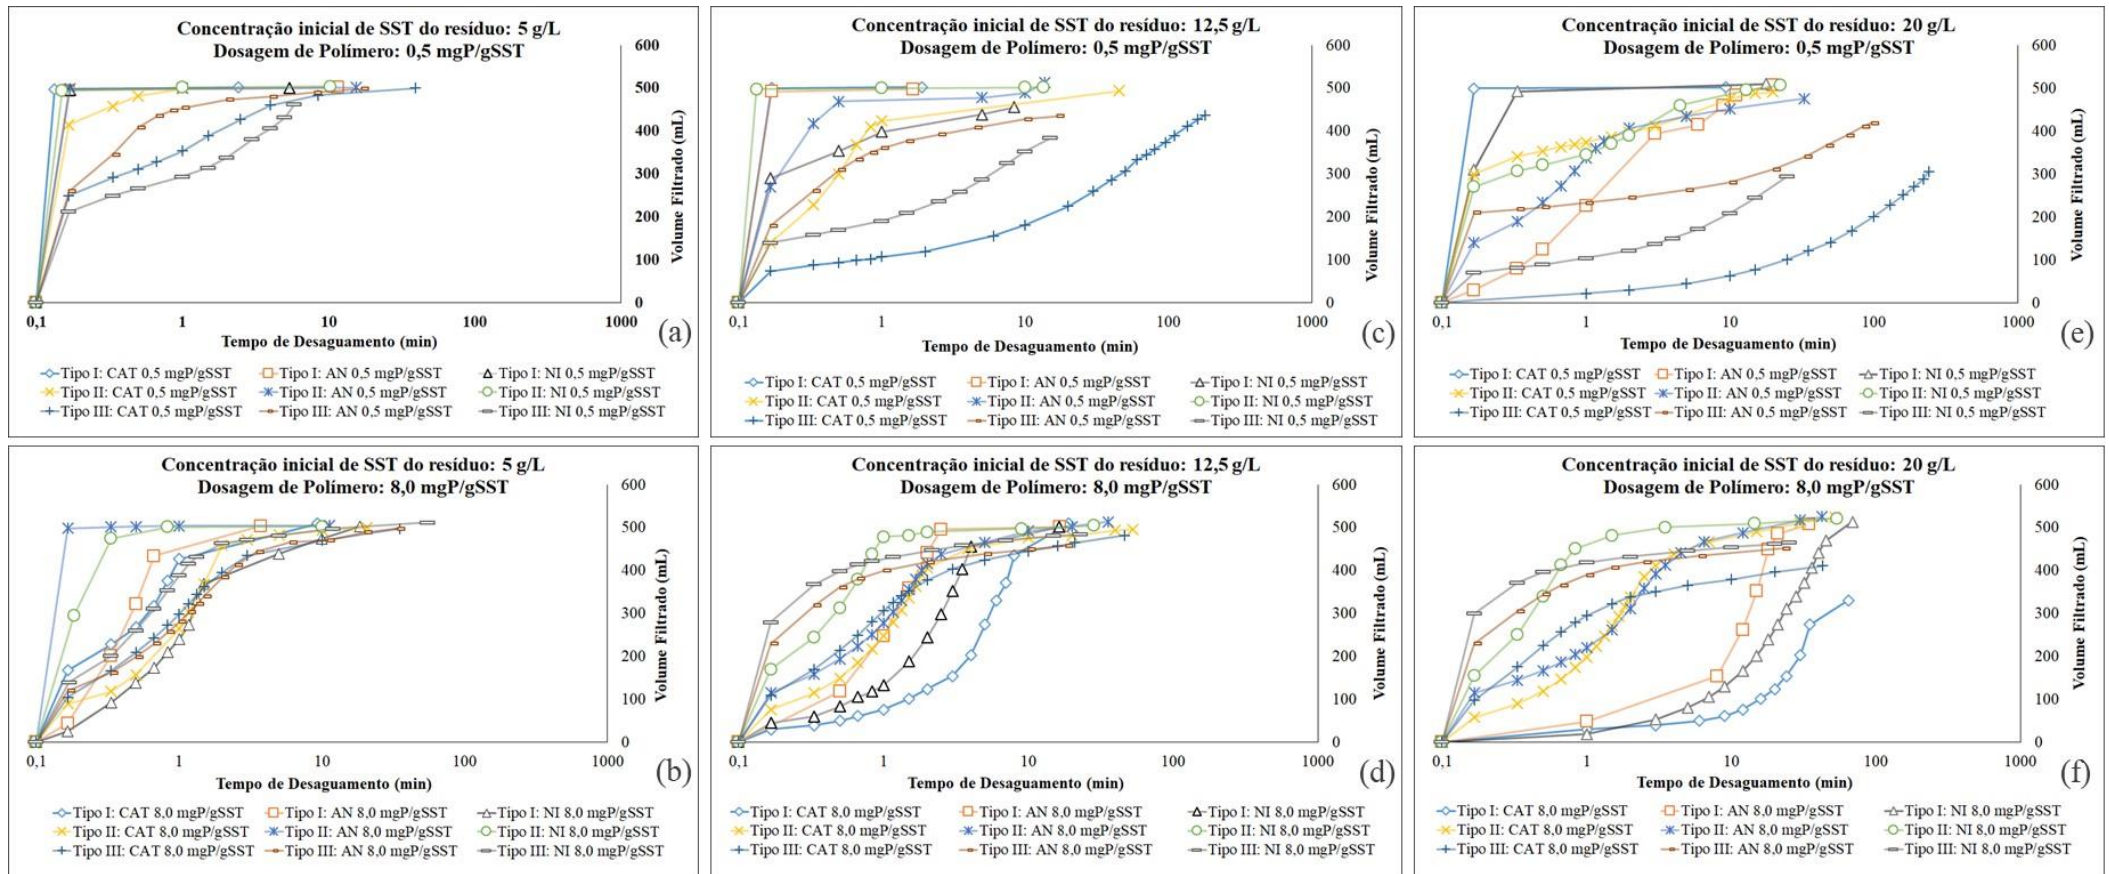 Concentração inicial de SST do resíduo: 5 g/L
Dosagem de Polímero: 0,5 mgP/gSST
600
500
400
300
200
100
0
Volume Filtrado (mL)
0,1 1 10 100 1000
Tempo de Desaguamento (min)
(a)
Tipo I: CAT 0,5 mgP/gSST Tipo I: AN 0,5 mgP/gSST Tipo I: NI 0,5 mgP/gSST
Tipo II: CAT 0,5 mgP/gSST Tipo II: AN 0,5 mgP/gSST Tipo II: NI 0,5 mgP/gSST
Tipo III: CAT 0,5 mgP/gSST Tipo III: AN 0,5 mgP/gSST Tipo III: NI 0,5 mgP/gSST
Concentração inicial de SST do resíduo: 12,5 g/L
Dosagem de Polímero: 0,5 mgP/gSST
600
500
400
300
200
100
0
Volume Filtrado (mL)
0,1 1 10 100 1000
Tempo de Desaguamento (min)
(c)
Tipo I: CAT 0,5 mgP/gSST Tipo I: AN 0,5 mgP/gSST Tipo I: NI 0,5 mgP/gSST
Tipo II: CAT 0,5 mgP/gSST Tipo II: AN 0,5 mgP/gSST Tipo II: NI 0,5 mgP/gSST
Tipo III: CAT 0,5 mgP/gSST Tipo III: AN 0,5 mgP/gSST Tipo III: NI 0,5 mgP/gSST
Concentração inicial de SST do resíduo: 20 g/L
Dosagem de Polímero: 0,5 mgP/gSST
600
500
400
300
200
100
0
Volume Filtrado (mL)
0,1 1 10 100 1000
Tempo de Desaguamento (min)
(e)
Tipo I: CAT 0,5 mgP/gSST Tipo I: AN 0,5 mgP/gSST Tipo I: NI 0,5 mgP/gSST
Tipo II: CAT 0,5 mgP/gSST Tipo II: AN 0,5 mgP/gSST Tipo II: NI 0,5 mgP/gSST
Tipo III: CAT 0,5 mgP/gSST Tipo III: AN 0,5 mgP/gSST Tipo III: NI 0,5 mgP/gSST
Concentração inicial de SST do resíduo: 5 g/L
Dosagem de Polímero: 8,0 mgP/gSST
600
500
400
300
200
100
0
Volume Filtrado (mL)
0,1 1 10 100 1000
Tempo de Desaguamento (min)
(b)
Tipo I: CAT 8,0 mgP/gSST Tipo I: AN 8,0 mgP/gSST Tipo I: NI 8,0 mgP/gSST
Tipo II: CAT 8,0 mgP/gSST Tipo II: AN 8,0 mgP/gSST Tipo II: NI 8,0 mgP/gSST
Tipo III: CAT 8,0 mgP/gSST Tipo III: AN 8,0 mgP/gSST Tipo III: NI 8,0 mgP/gSST
Concentração inicial de SST do resíduo: 12,5 g/L
Dosagem de Polímero: 8,0 mgP/gSST
600
500
400
300
200
100
0
Volume Filtrado (mL)
0,1 1 10 100 1000
Tempo de Desaguamento (min)
(d)
Tipo I: CAT 8,0 mgP/gSST Tipo I: AN 8,0 mgP/gSST Tipo I: NI 8,0 mgP/gSST
Tipo II: CAT 8,0 mgP/gSST Tipo II: AN 8,0 mgP/gSST Tipo II: NI 8,0 mgP/gSST
Tipo III: CAT 8,0 mgP/gSST Tipo III: AN 8,0 mgP/gSST Tipo III: NI 8,0 mgP/gSST
Concentração inicial de SST do resíduo: 20 g/L
Dosagem de Polímero: 8,0 mgP/gSST
600
500
400
300
200
100
0
Volume Filtrado (mL)
0,1 1 10 100 1000
Tempo de Desaguamento (min)
(f)
Tipo I: CAT 8,0 mgP/gSST Tipo I: AN 8,0 mgP/gSST Tipo I: NI 8,0 mgP/gSST
Tipo II: CAT 8,0 mgP/gSST Tipo II: AN 8,0 mgP/gSST Tipo II: NI 8,0 mgP/gSST
Tipo III: CAT 8,0 mgP/gSST Tipo III: AN 8,0 mgP/gSST Tipo III: NI 8,0 mgP/gSST